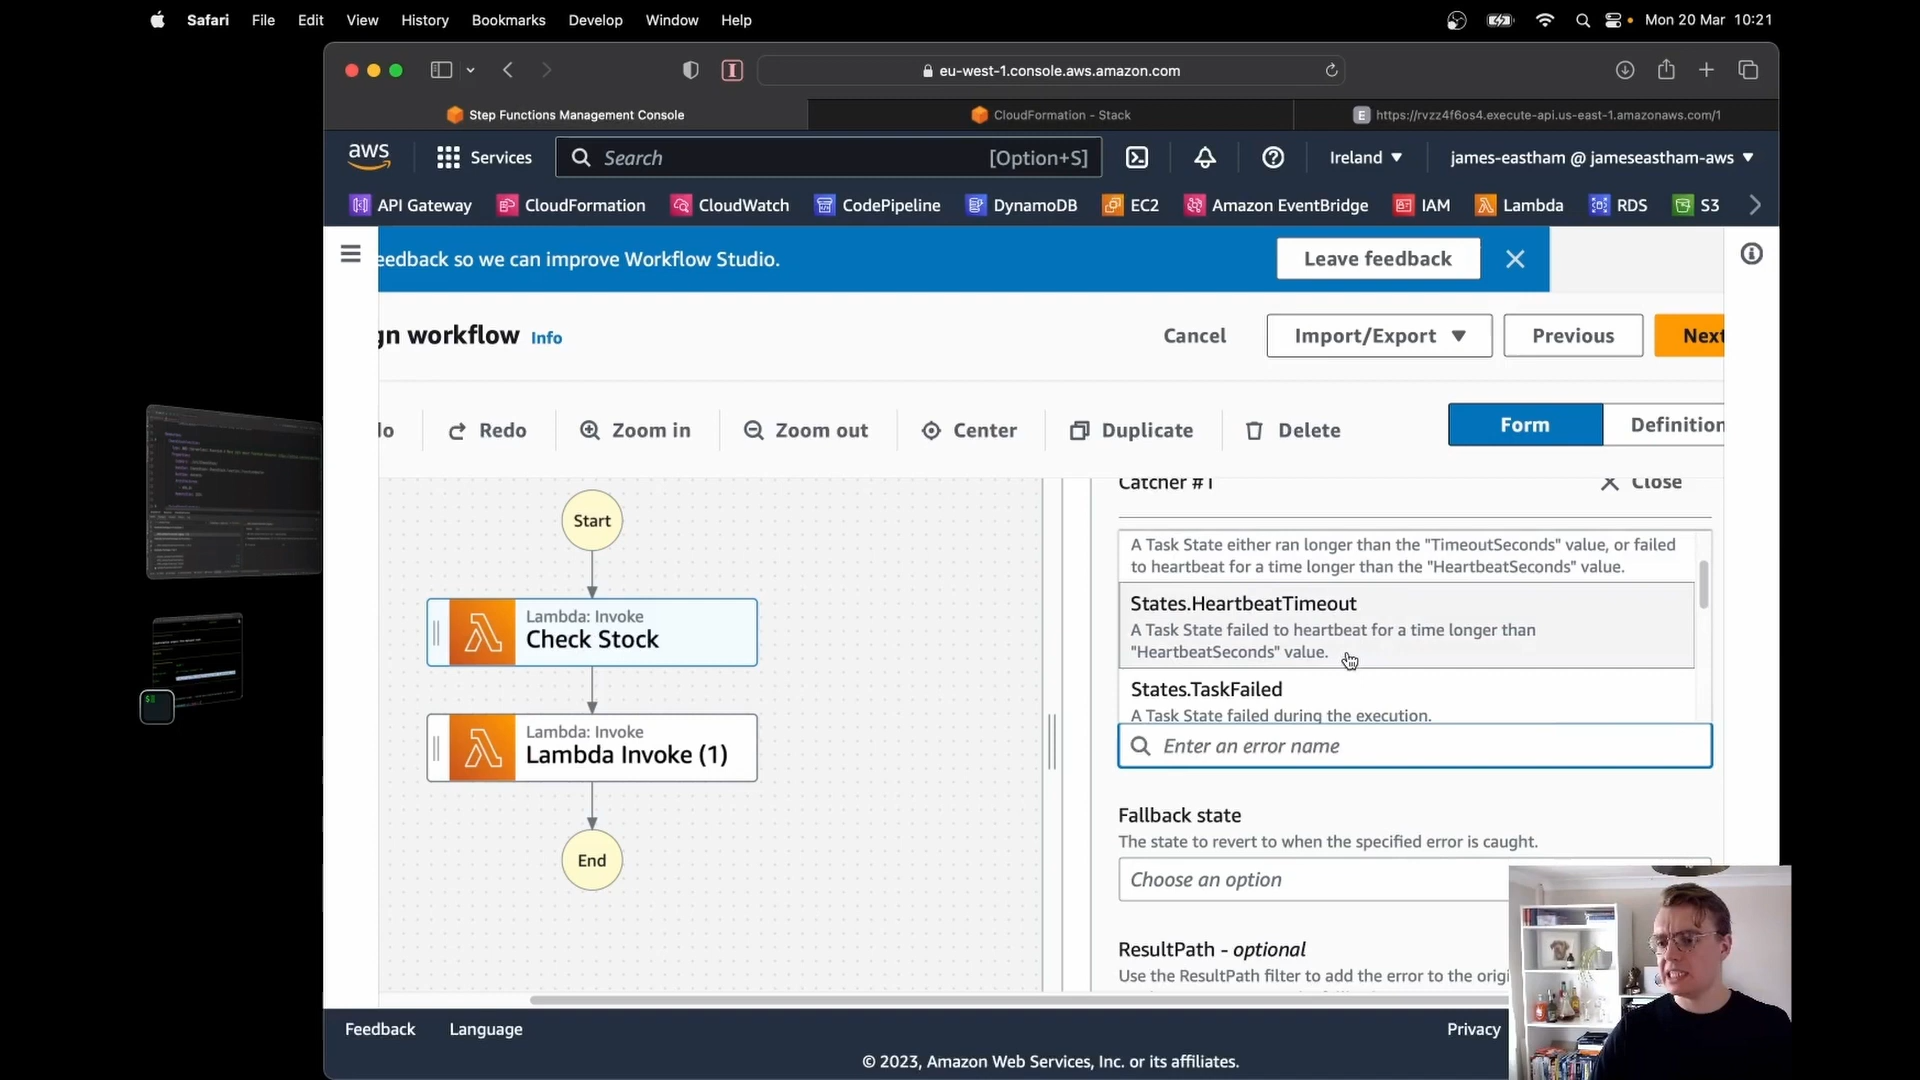 Safari File Edit View History Bookmarks Develop Window Help Mon 20 Mar 10:21
eu-west-1.console.aws.amazon.com
Step Functions Management Console
CloudFormation - Stack
E https://rvzz4f6os4.execute-api.us-east-1.amazonaws.com/1
aws Services Search [Option+S] Ireland james-eastham @ jameseastham-aws
API Gateway CloudFormation CloudWatch CodePipeline DynamoDB EC2 Amazon EventBridge IAM Lambda RDS S3
eedback so we can improve Workflow Studio. Leave feedback
gn workflow Info Cancel Import/Export Previous Next
do Redo Zoom in Zoom out Center Duplicate Delete Form Definition
Catcher #1 Close
Start
Lambda: Invoke
Check Stock
Lambda: Invoke
Lambda Invoke (1)
End
A Task State either ran longer than the "TimeoutSeconds" value, or failed
to heartbeat for a time longer than the "HeartbeatSeconds" value.
States.HeartbeatTimeout
A Task State failed to heartbeat for a time longer than
"HeartbeatSeconds" value.
States.TaskFailed
A Task State failed during the execution.
Enter an error name
Fallback state
The state to revert to when the specified error is caught.
Choose an option
ResultPath - optional
Use the ResultPath filter to add the error to the origi
Feedback Language Privacy
© 2023, Amazon Web Services, Inc. or its affiliates.